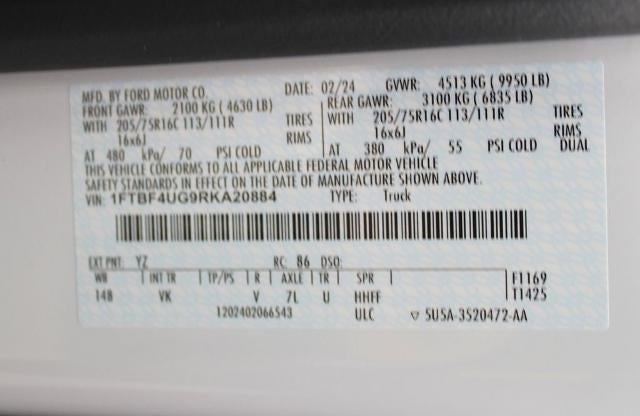 MFD. BY FORD MOTOR CO. DATE: 02/24 GVWR: 4513 KG ( 9950 LB)
FRONT GAWR: 2100 KG ( 4630 LB) REAR GAWR: 3100 KG ( 6835 LB)
WITH 205/75R16C 113/111R TIRES WITH 205/75R16C 113/111R TIRES
16x6J RIMS 16x6J RIMS
AT 480 kPa/ 70 PSI COLD AT 380 kPa/ 55 PSI COLD DUAL
THIS VEHICLE CONFORMS TO ALL APPLICABLE FEDERAL MOTOR VEHICLE
SAFETY STANDARDS IN EFFECT ON THE DATE OF MANUFACTURE SHOWN ABOVE.
VIN: 1FTBF4UG9RKA20884 TYPE: Truck
EXT PNT: YZ RC: 86 DSO:
WB INT TR TP/PS R AXLE TR SPR F1169
148 VK V 7L U HHFF T1425
1202402066543 ULC ▽ SU5A-3520472-AA